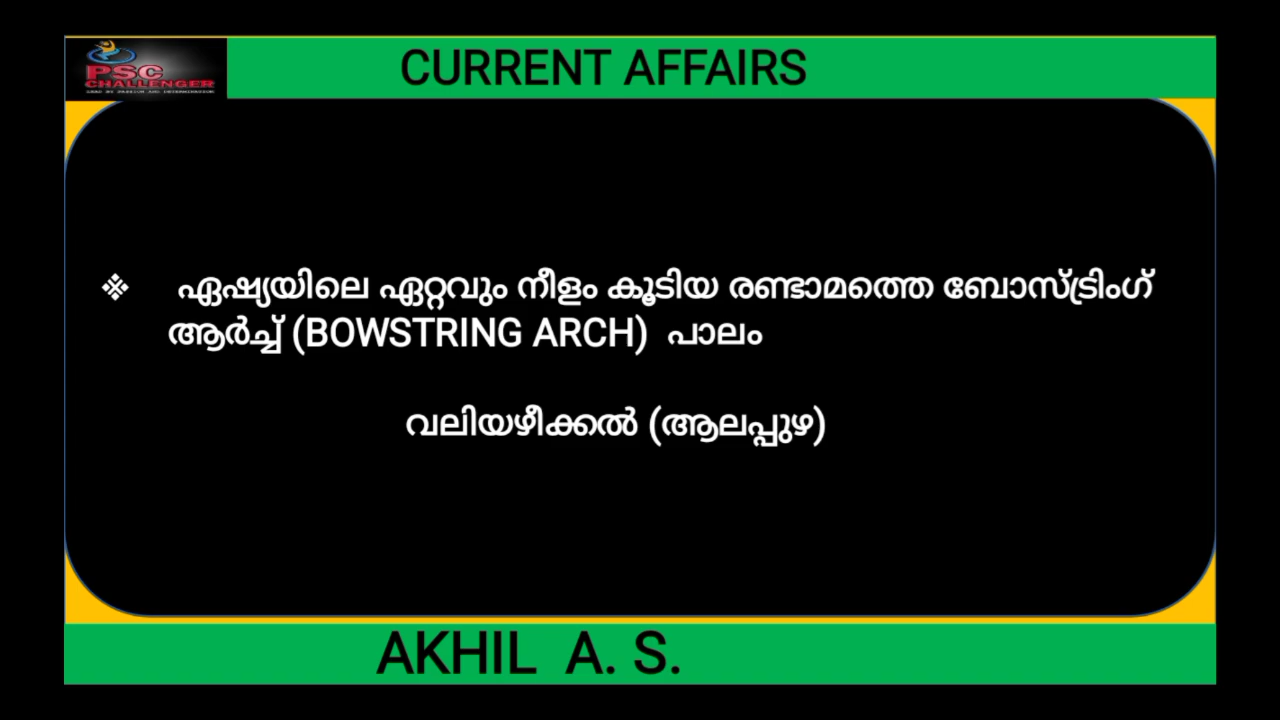 PSC
CHALLENGER
CURRENT AFFAIRS
ഏഷ്യയിലെ ഏറ്റവും നീളം കൂടിയ രണ്ടാമത്തെ ബോസ്ട്രിംഗ്
ആർച്ച് (BOWSTRING ARCH) പാലം
വലിയഴീക്കൽ (ആലപ്പുഴ)
AKHIL A. S.